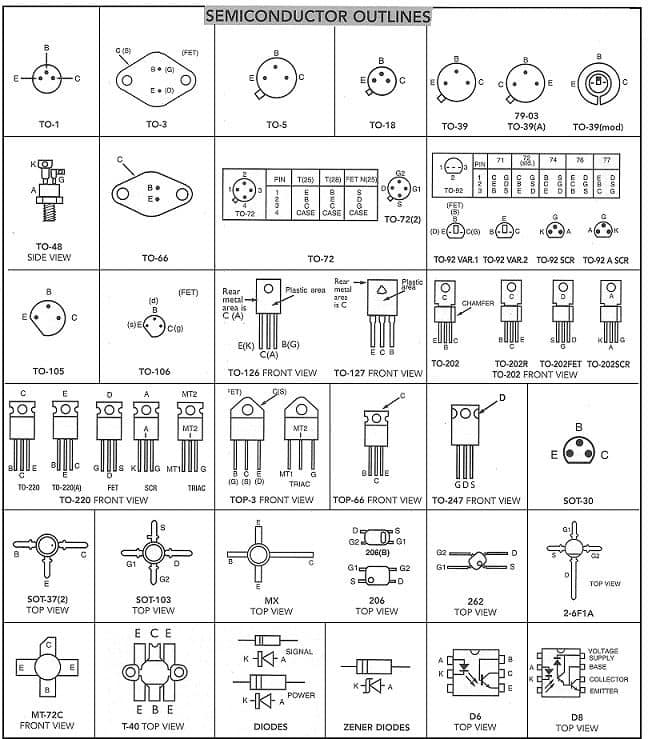 SEMICONDUCTOR OUTLINES
B
E C
TO-1
C (S) (FET)
B (G)
E (D)
TO-3
B
E C
TO-5
B
E C
TO-18
B
E C
TO-39
B
C E
79-03
TO-39(A)
E B C
TO-39(mod)
K
G
A
TO-48
SIDE VIEW
C
B
E
TO-66
2
1 3
4
TO-72
PIN T(25) T(28) FET N(25)
1 E B S
2 B E D
3 C C G
4 CASE CASE CASE
G2
D G1
S
TO-72(2)
TO-72
1 3
2
TO-92
PIN 71 72 74 76 77
(FET)
(S)
B
(D) E C(G)
TO-92 VAR.1
E
B C
TO-92 VAR.2
G
K A
TO-92 SCR
G
A K
TO-92 A SCR
B
E C
TO-105
(FET)
(d)
B
(s)E C(g)
TO-106
Rear
metal
area is
C (A)
Plastic area
E(K) B(G)
C(A)
TO-126 FRONT VIEW
Rear
metal
area
is C
Plastic
area
E C B
TO-127 FRONT VIEW
C
CHAMFER
E B C
TO-202
C
B C E
TO-202R
D
S G D
TO-202FET
A
K G
A
TO-202SCR
TO-202 FRONT VIEW
C
B C E
TO-220
E
B E C
TO-220(A)
D
G D S
FET
A
A
K G
SCR
MT2
MT2
MT1 G
TRIAC
TO-220 FRONT VIEW
(FET) C(S)
B C E
(G) (S) (D)
MT2
MT1 G
TRIAC
TOP-3 FRONT VIEW
C
B C E
TOP-66 FRONT VIEW
D
G D S
TO-247 FRONT VIEW
B
E C
SOT-30
E
B C
SOT-37(2)
TOP VIEW
S
G1 D
G2
SOT-103
TOP VIEW
E
B C
E
MX
TOP VIEW
D S
G2 G1
206(B)
G1 G2
S D
206
TOP VIEW
G2 D
G1 S
262
TOP VIEW
G1
S G2
D
TOP VIEW
2-6F1A
C
E E
B
MT-72C
FRONT VIEW
E C E
E B E
T-40 TOP VIEW
SIGNAL
K A
POWER
K A
DIODES
K A
ZENER DIODES
A B
K C
E
D6
TOP VIEW
VOLTAGE
SUPPLY
A BASE
K COLLECTOR
EMITTER
D8
TOP VIEW